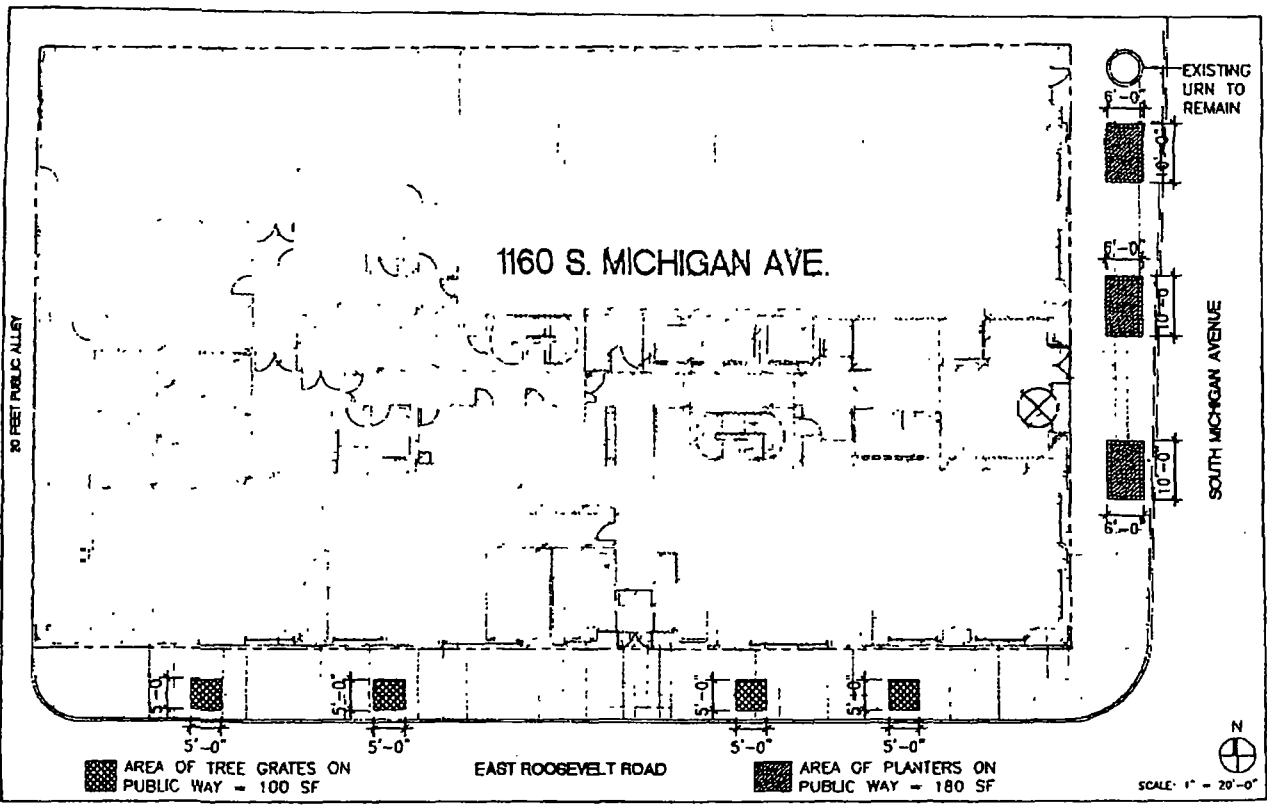 EXISTING
URN TO
REMAIN
6'-0"
10'-0"
1160 S. MICHIGAN AVE.
6'-0"
10'-0"
20 FEET PUBLIC ALLEY
SOUTH MICHIGAN AVENUE
10'-0"
6'-0"
5'-0"
5'-0"
5'-0"
5'-0"
5'-0"
5'-0"
5'-0"
5'-0"
AREA OF TREE GRATES ON
PUBLIC WAY = 100 SF
EAST ROOSEVELT ROAD
AREA OF PLANTERS ON
PUBLIC WAY = 180 SF
N
SCALE: 1" = 20'-0"